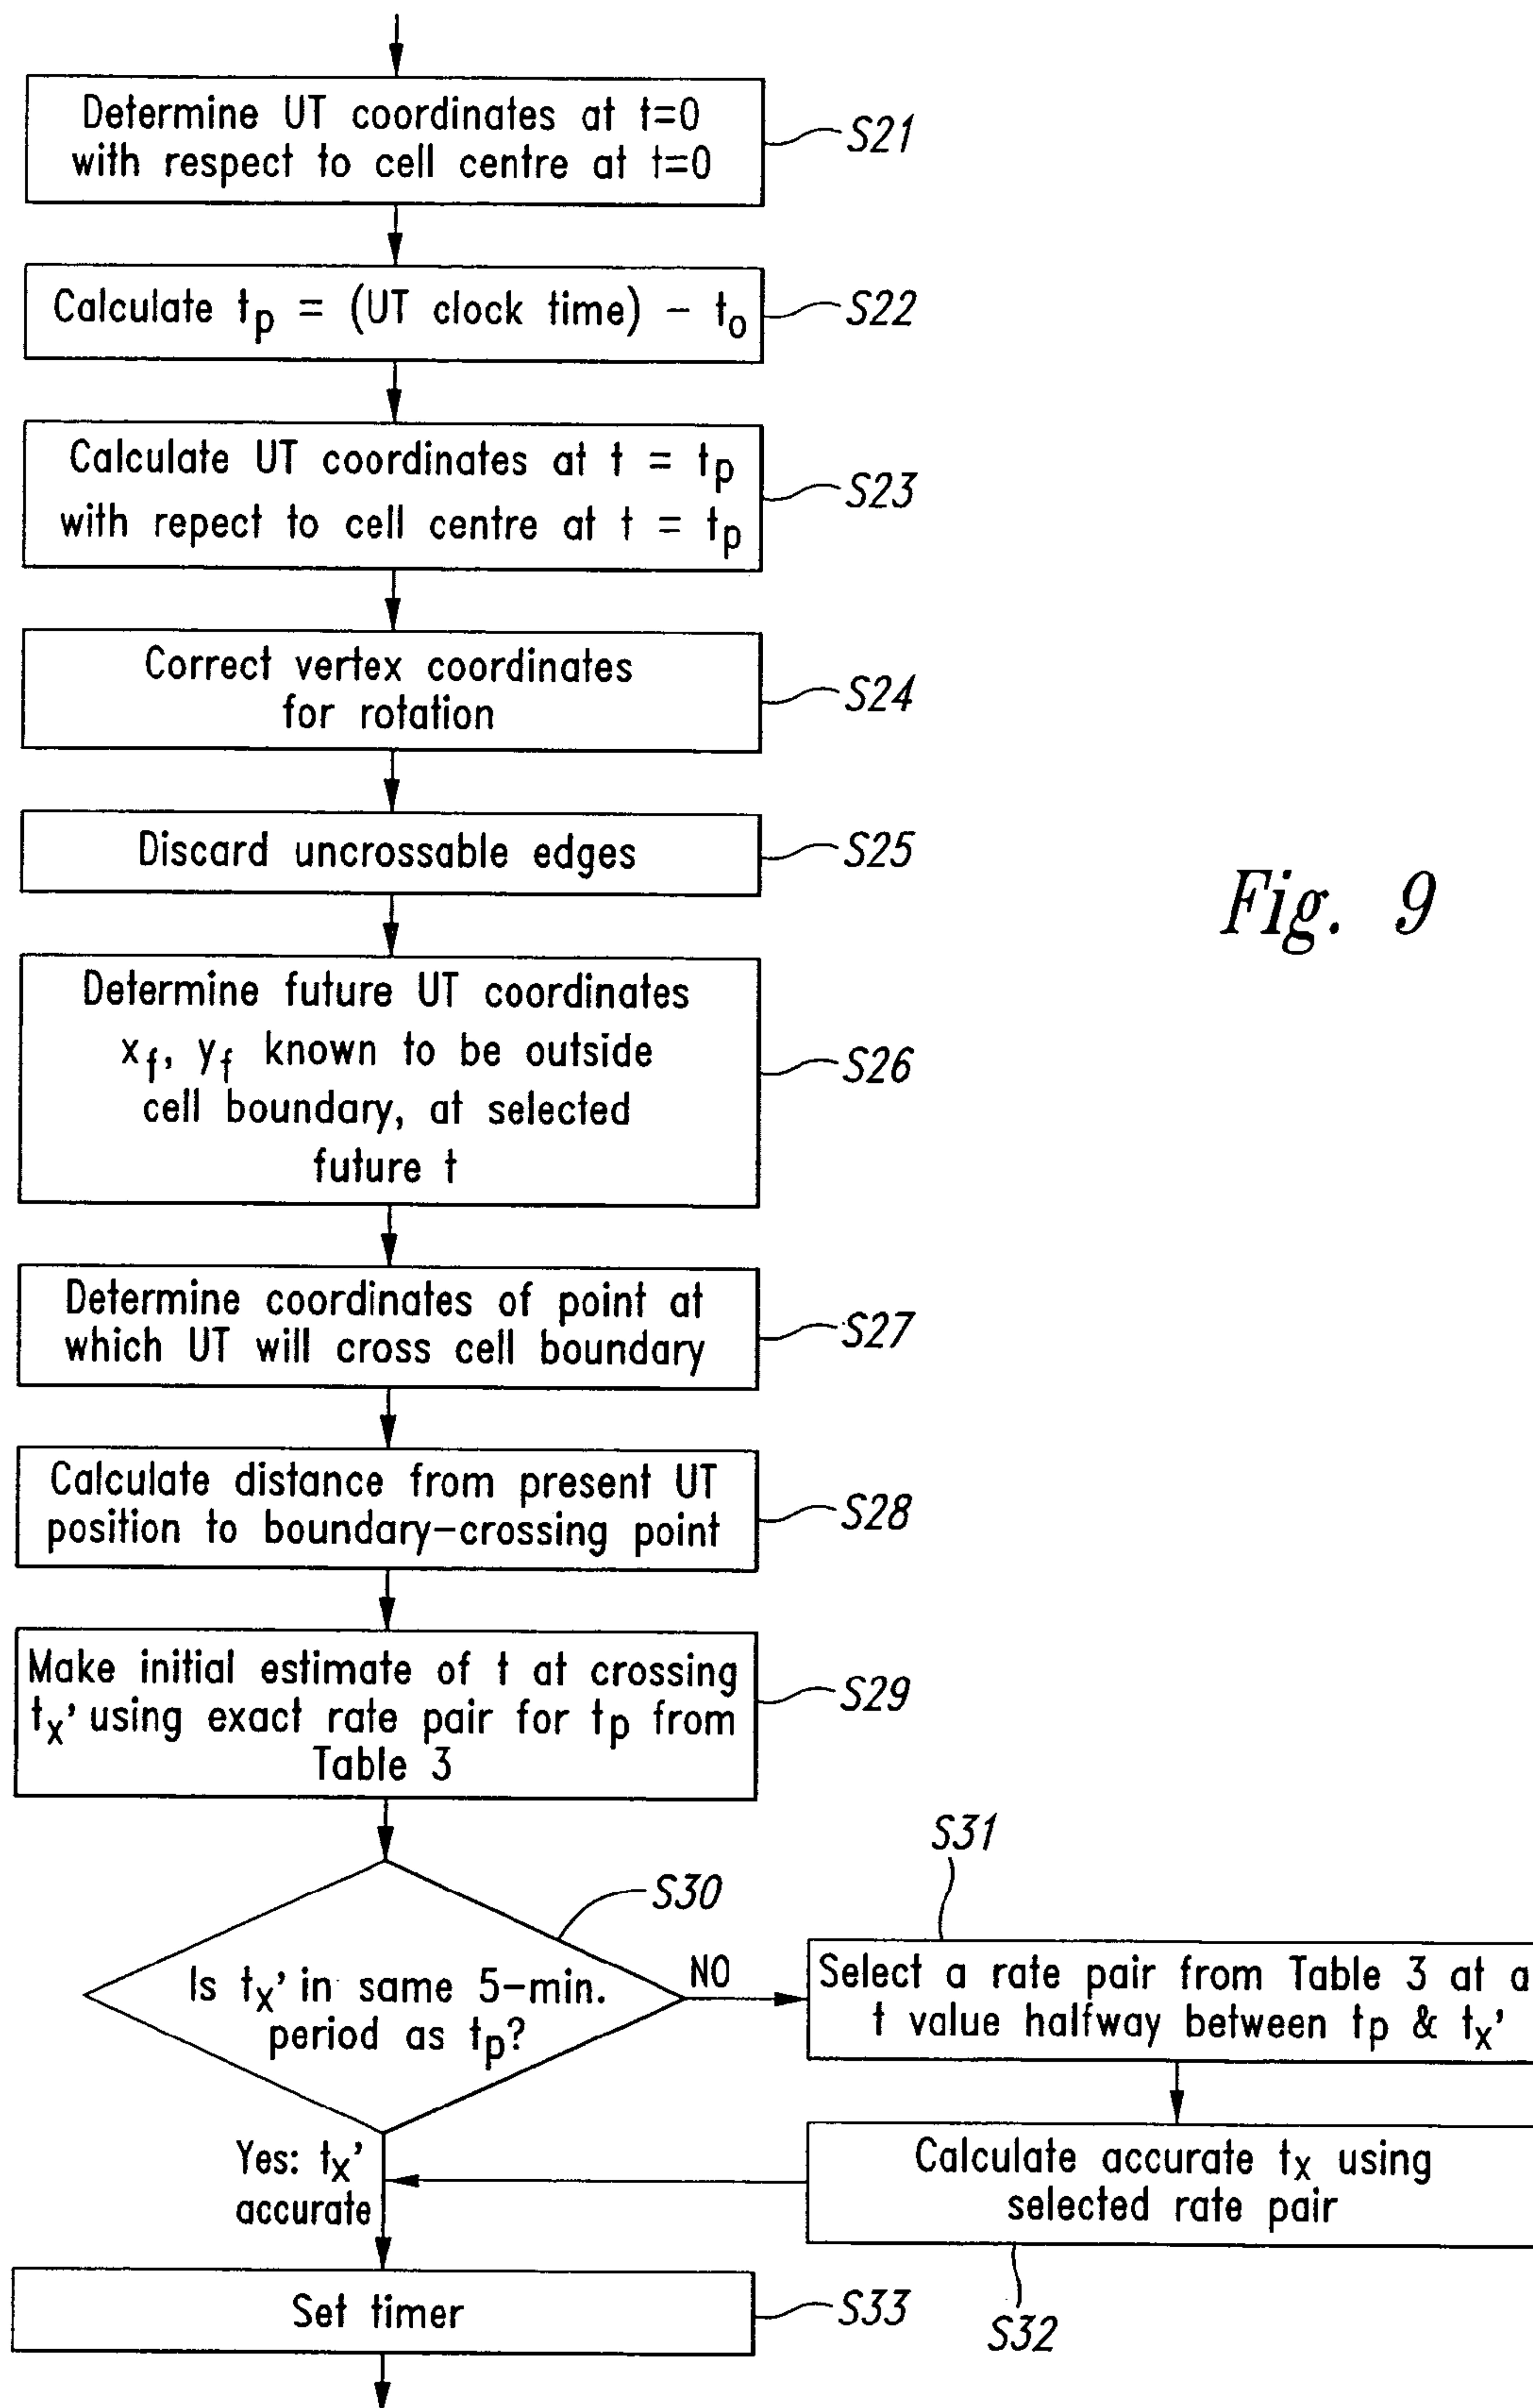 Determine UT coordinates at t=0
with respect to cell centre at t=0
S21
Calculate tp = (UT clock time) - to
S22
Calculate UT coordinates at t = tp
with repect to cell centre at t = tp
S23
Correct vertex coordinates
for rotation
S24
Discard uncrossable edges
S25
Fig. 9
Determine future UT coordinates
xf, yf known to be outside
cell boundary, at selected
future t
S26
Determine coordinates of point at
which UT will cross cell boundary
S27
Calculate distance from present UT
position to boundary-crossing point
S28
Make initial estimate of t at crossing
tx' using exact rate pair for tp from
Table 3
S29
Is tx' in same 5-min.
period as tp?
S30
NO
S31
Select a rate pair from Table 3 at a
t value halfway between tp & tx'
Calculate accurate tx using
selected rate pair
S32
Yes: tx'
accurate
Set timer
S33